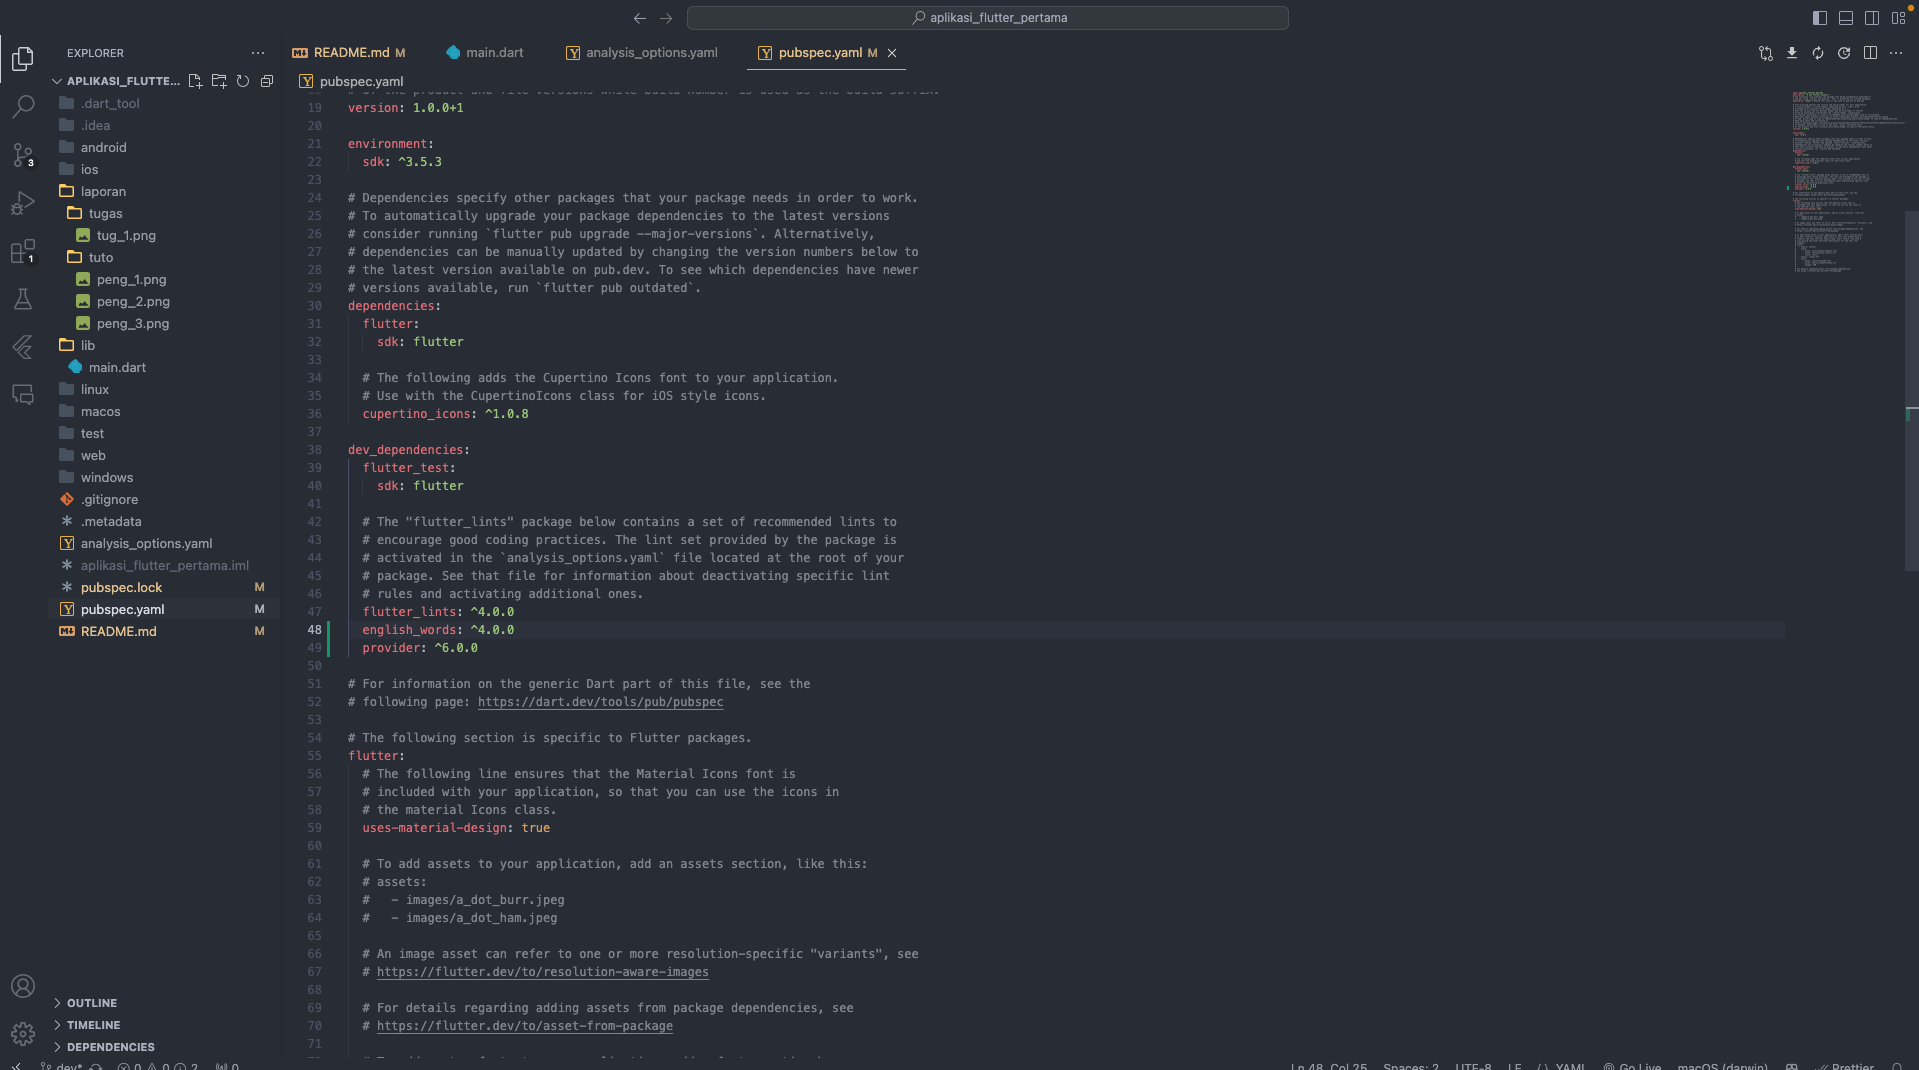 aplikasi_flutter_pertama
EXPLORER
README.md M
main.dart
analysis_options.yaml
pubspec.yaml M
APLIKASI_FLUTTE...
pubspec.yaml
.dart_tool
.idea
android
ios
laporan
tugas
tug_1.png
tuto
peng_1.png
peng_2.png
peng_3.png
lib
main.dart
linux
macos
test
web
windows
.gitignore
.metadata
analysis_options.yaml
aplikasi_flutter_pertama.iml
pubspec.lock M
pubspec.yaml M
README.md M
3
1
OUTLINE
TIMELINE
DEPENDENCIES
# of the product and file versions while build-number is used as the build suffix.
19 version: 1.0.0+1
20
21 environment:
22 sdk: ^3.5.3
23
24 # Dependencies specify other packages that your package needs in order to work.
25 # To automatically upgrade your package dependencies to the latest versions
26 # consider running `flutter pub upgrade --major-versions`. Alternatively,
27 # dependencies can be manually updated by changing the version numbers below to
28 # the latest version available on pub.dev. To see which dependencies have newer
29 # versions available, run `flutter pub outdated`.
30 dependencies:
31 flutter:
32 sdk: flutter
33
34 # The following adds the Cupertino Icons font to your application.
35 # Use with the CupertinoIcons class for iOS style icons.
36 cupertino_icons: ^1.0.8
37
38 dev_dependencies:
39 flutter_test:
40 sdk: flutter
41
42 # The "flutter_lints" package below contains a set of recommended lints to
43 # encourage good coding practices. The lint set provided by the package is
44 # activated in the `analysis_options.yaml` file located at the root of your
45 # package. See that file for information about deactivating specific lint
46 # rules and activating additional ones.
47 flutter_lints: ^4.0.0
48 english_words: ^4.0.0
49 provider: ^6.0.0
50
51 # For information on the generic Dart part of this file, see the
52 # following page: https://dart.dev/tools/pub/pubspec
53
54 # The following section is specific to Flutter packages.
55 flutter:
56 # The following line ensures that the Material Icons font is
57 # included with your application, so that you can use the icons in
58 # the material Icons class.
59 uses-material-design: true
60
61 # To add assets to your application, add an assets section, like this:
62 # assets:
63 #   - images/a_dot_burr.jpeg
64 #   - images/a_dot_ham.jpeg
65
66 # An image asset can refer to one or more resolution-specific "variants", see
67 # https://flutter.dev/to/resolution-aware-images
68
69 # For details regarding adding assets from package dependencies, see
70 # https://flutter.dev/to/asset-from-package
71
dev* 0 0 2 0 Ln 48, Col 25 Spaces: 2 UTF-8 LF {} YAML Go Live macOS (darwin) Prettier